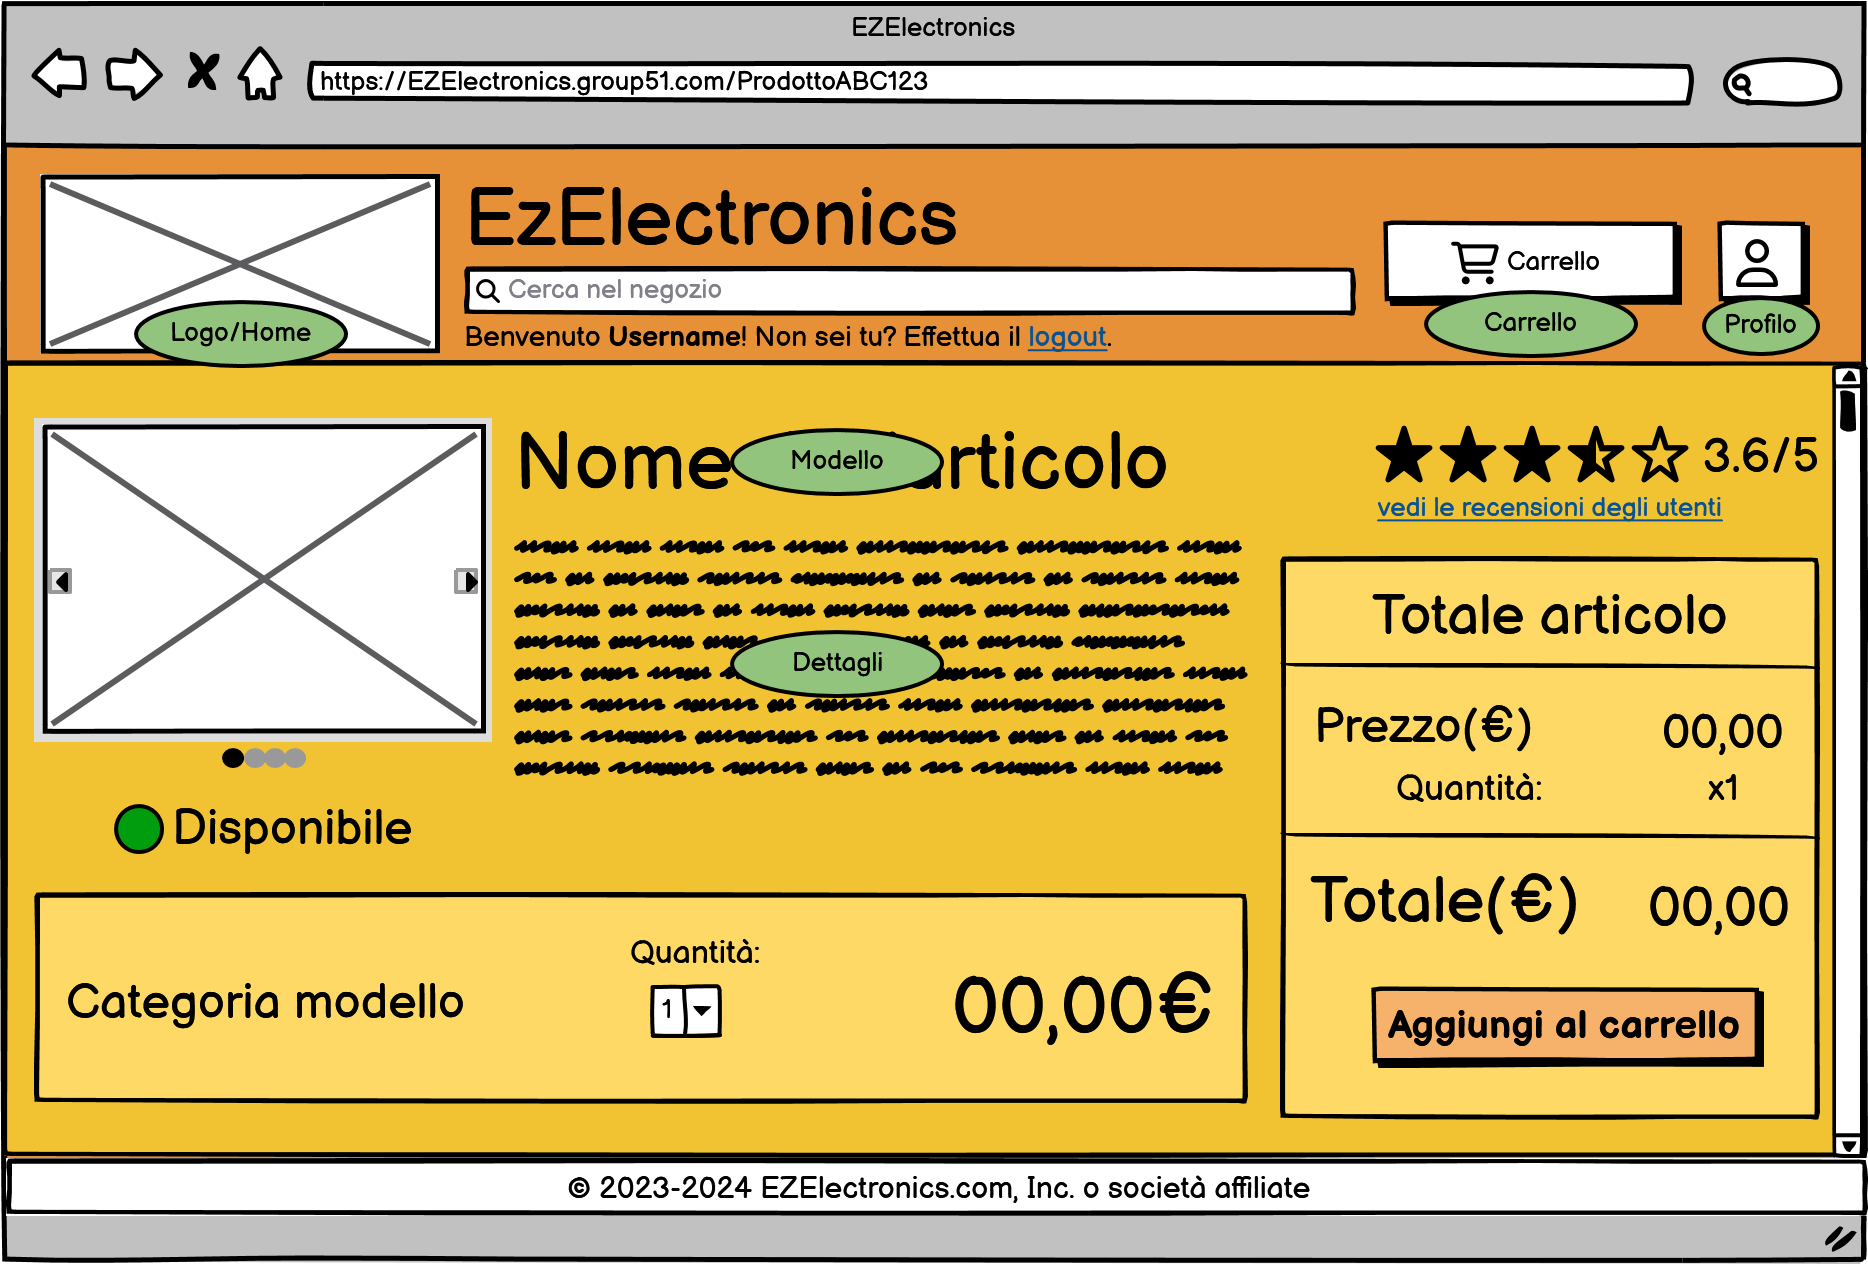 EZElectronics
https://EZElectronics.group51.com/ProdottoABC123
EzElectronics
Carrello
Cerca nel negozio
Logo/Home
Benvenuto Username! Non sei tu? Effettua il logout.
Carrello
Profilo
Nome articolo
Modello
3.6/5
vedi le recensioni degli utenti
Dettagli
Totale articolo
Prezzo(€) 00,00
Quantità: x1
Disponibile
Totale(€) 00,00
Quantità:
Categoria modello
1
00,00€
Aggiungi al carrello
© 2023-2024 EZElectronics.com, Inc. o società affiliate